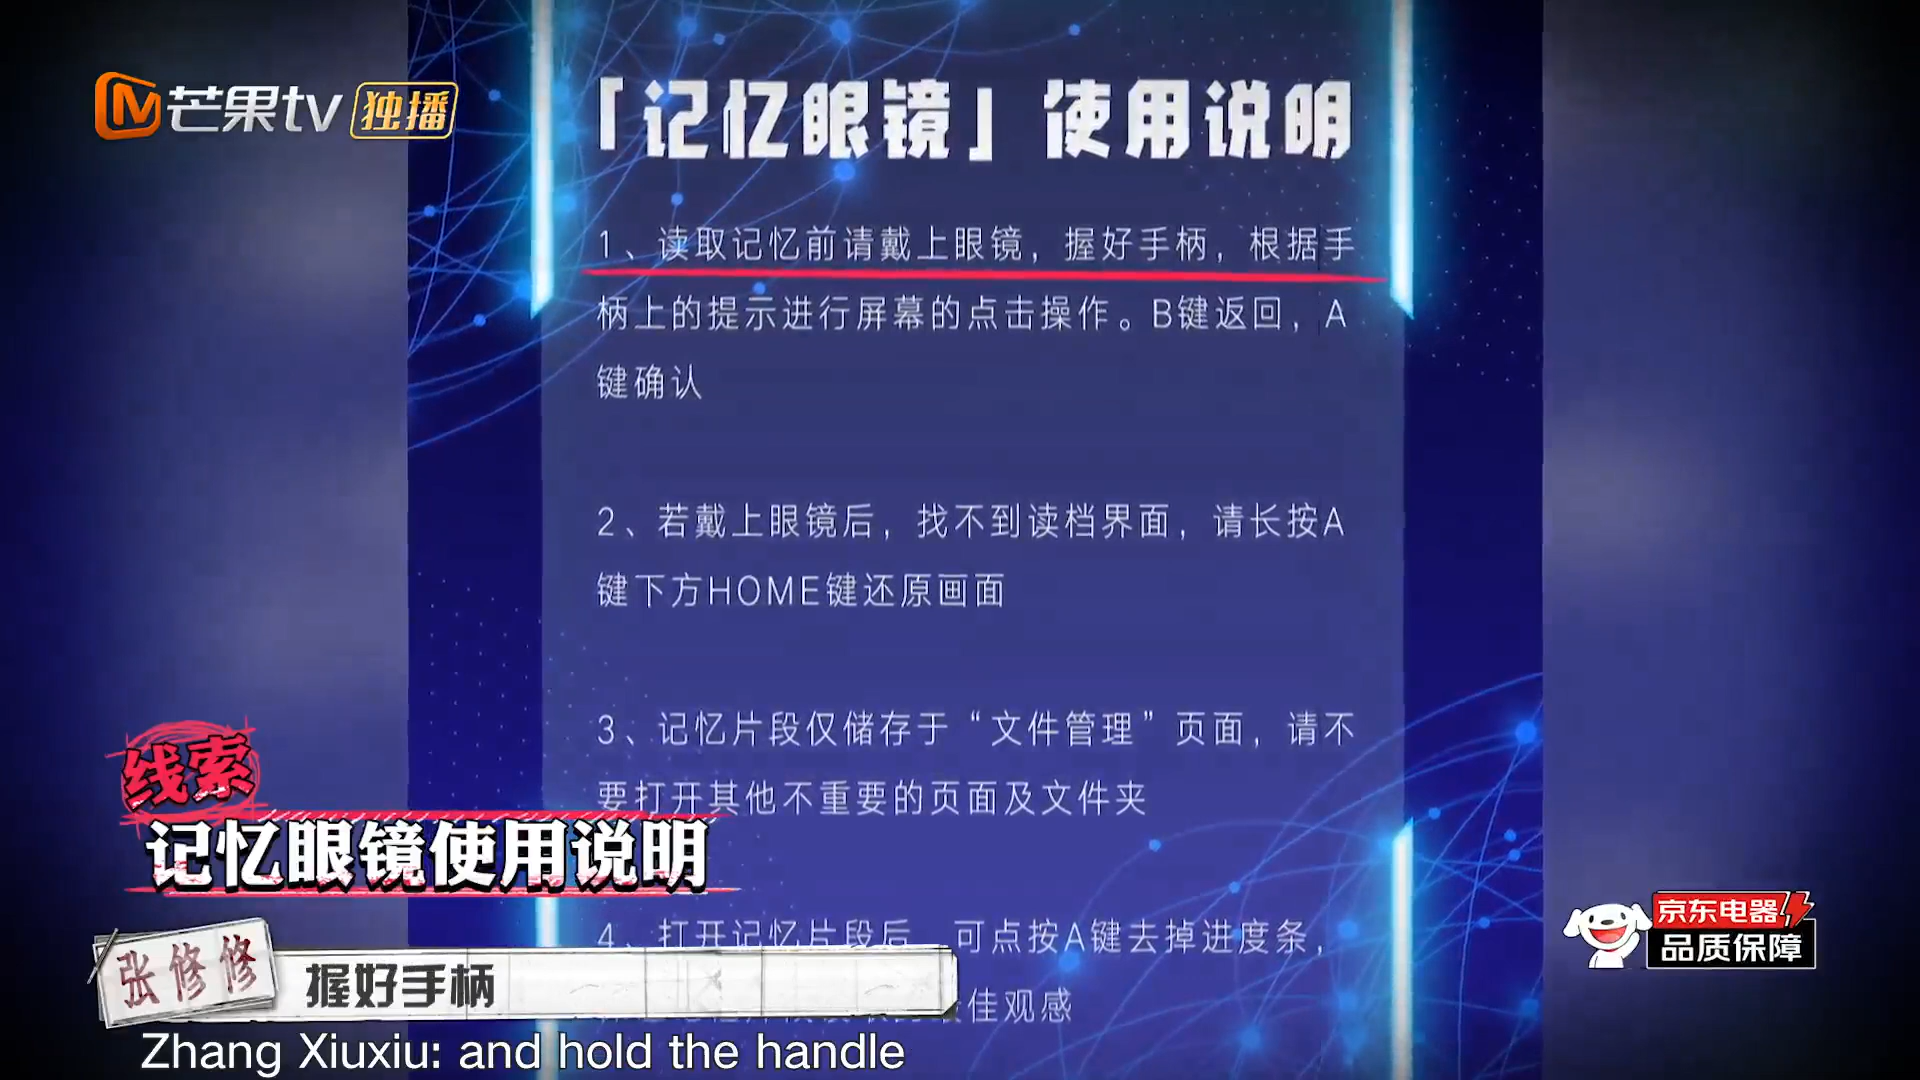 芒果tv 独播
「记忆眼镜」使用说明
1、读取记忆前请戴上眼镜，握好手柄，根据手
柄上的提示进行屏幕的点击操作。B键返回，A
键确认
2、若戴上眼镜后，找不到读档界面，请长按A
键下方HOME键还原画面
3、记忆片段仅储存于“文件管理”页面，请不
要打开其他不重要的页面及文件夹
线索
记忆眼镜使用说明
4、打开记忆片段后，可点按A键去掉进度条，
佳观感
京东电器
品质保障
张修修
握好手柄
Zhang Xiuxiu: and hold the handle